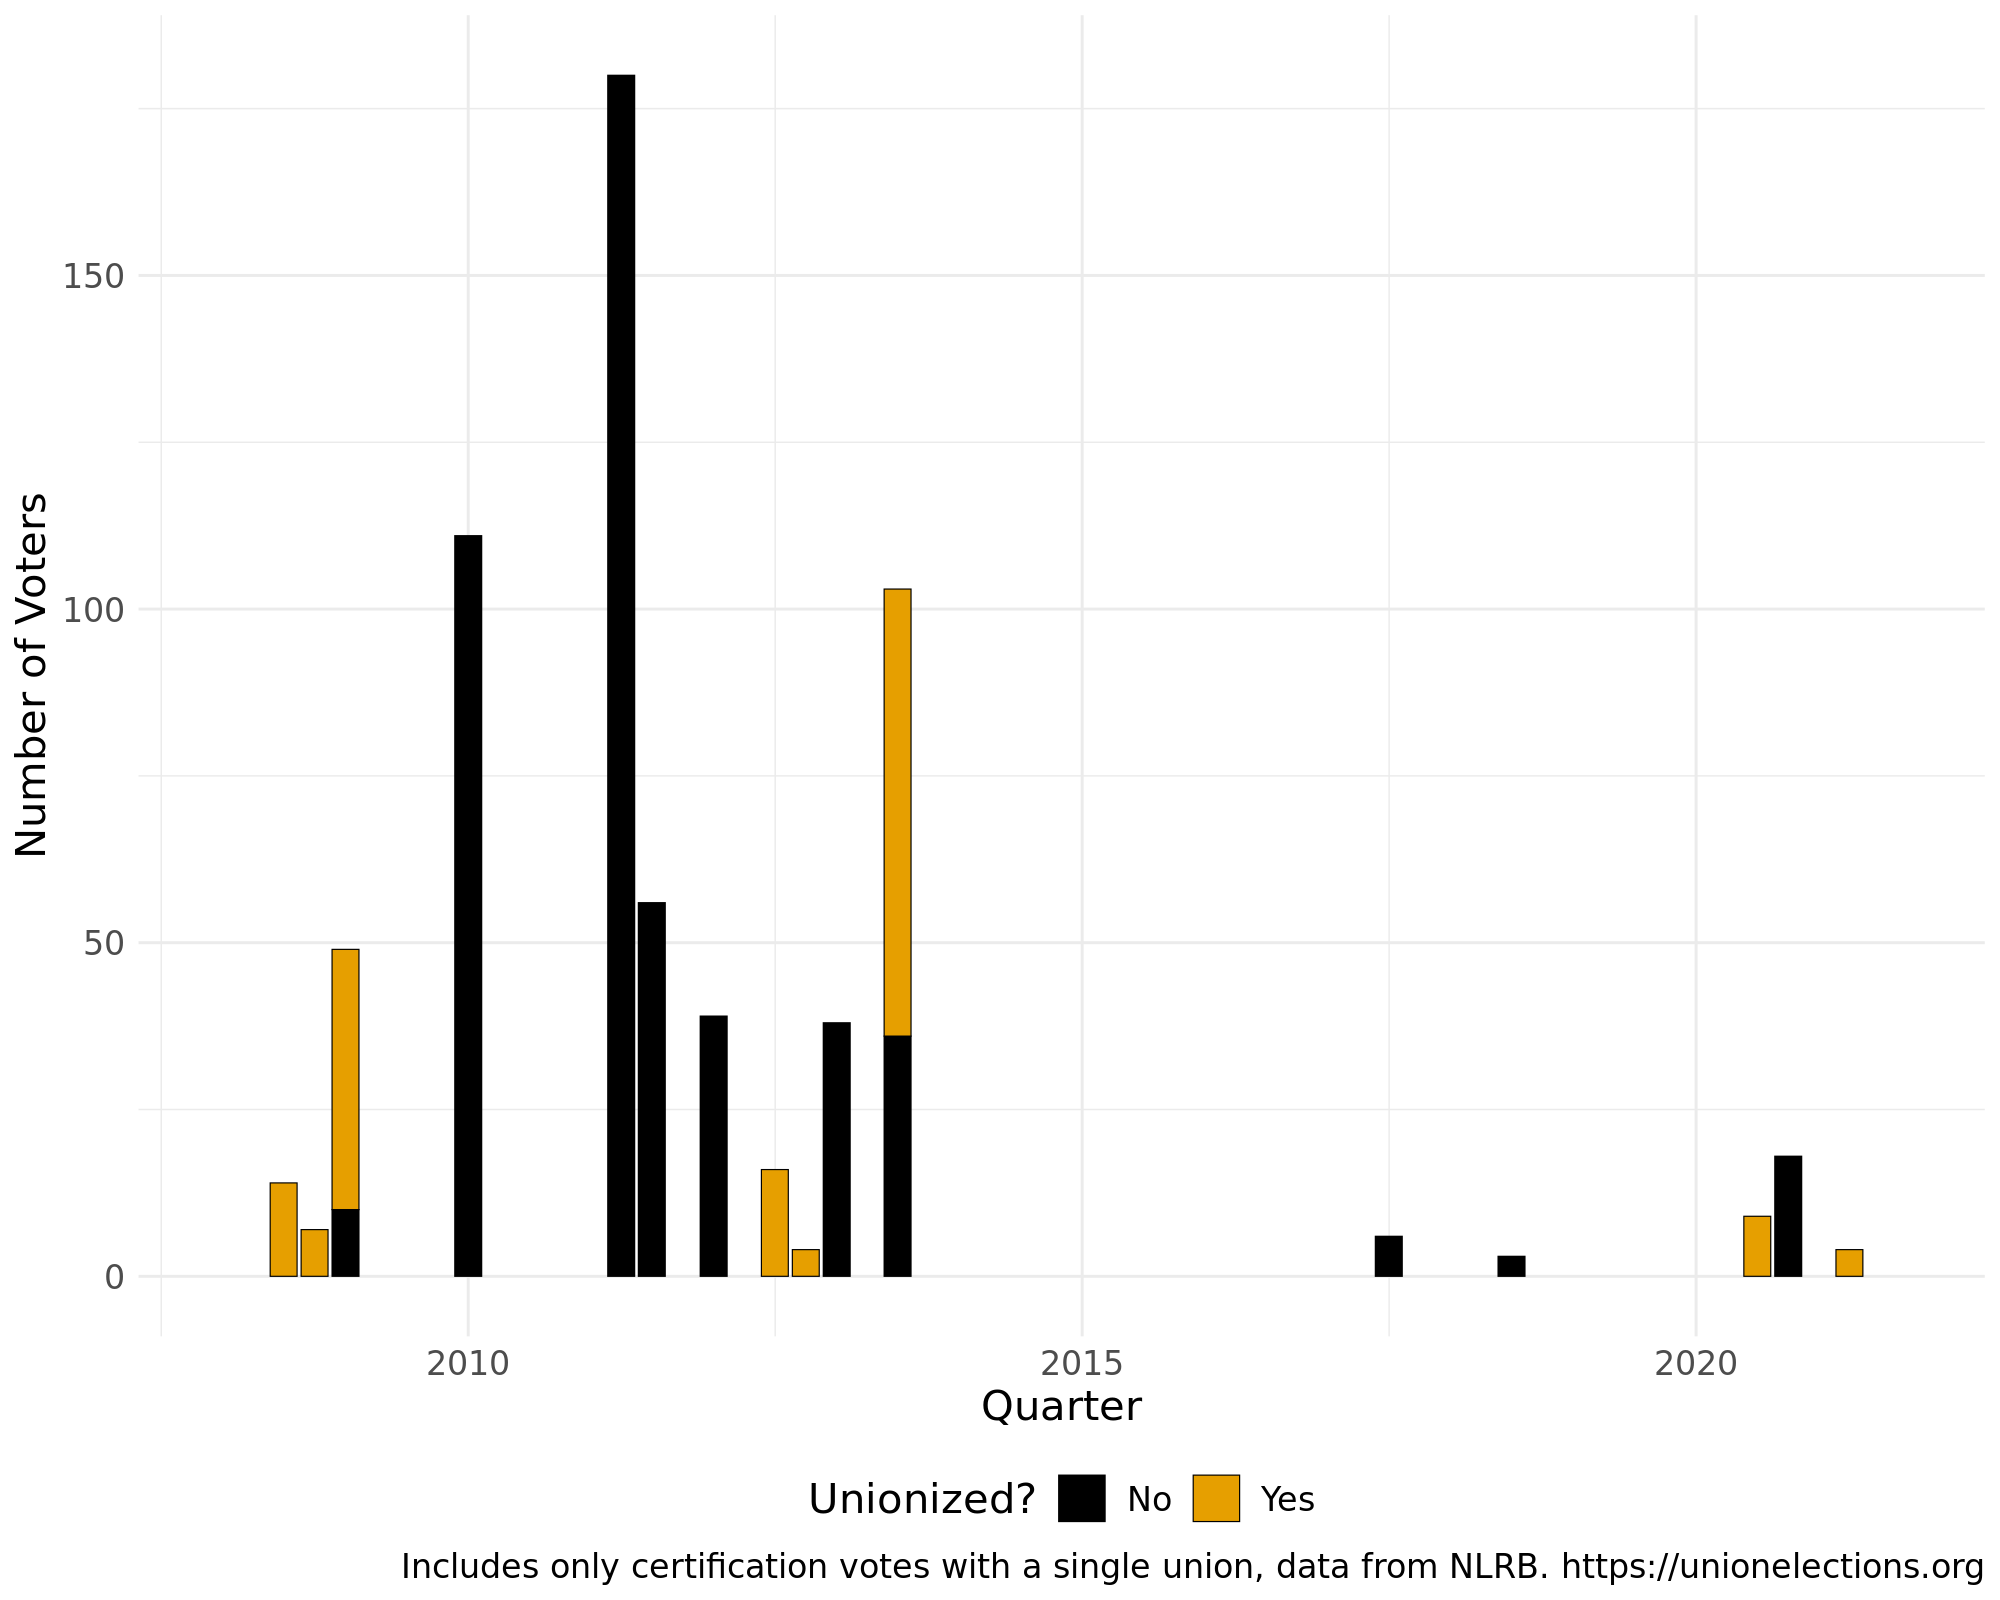 Number of Voters
150
100
50
0
2010 2015 2020
Quarter
Unionized? No Yes
Includes only certification votes with a single union, data from NLRB. https://unionelections.org